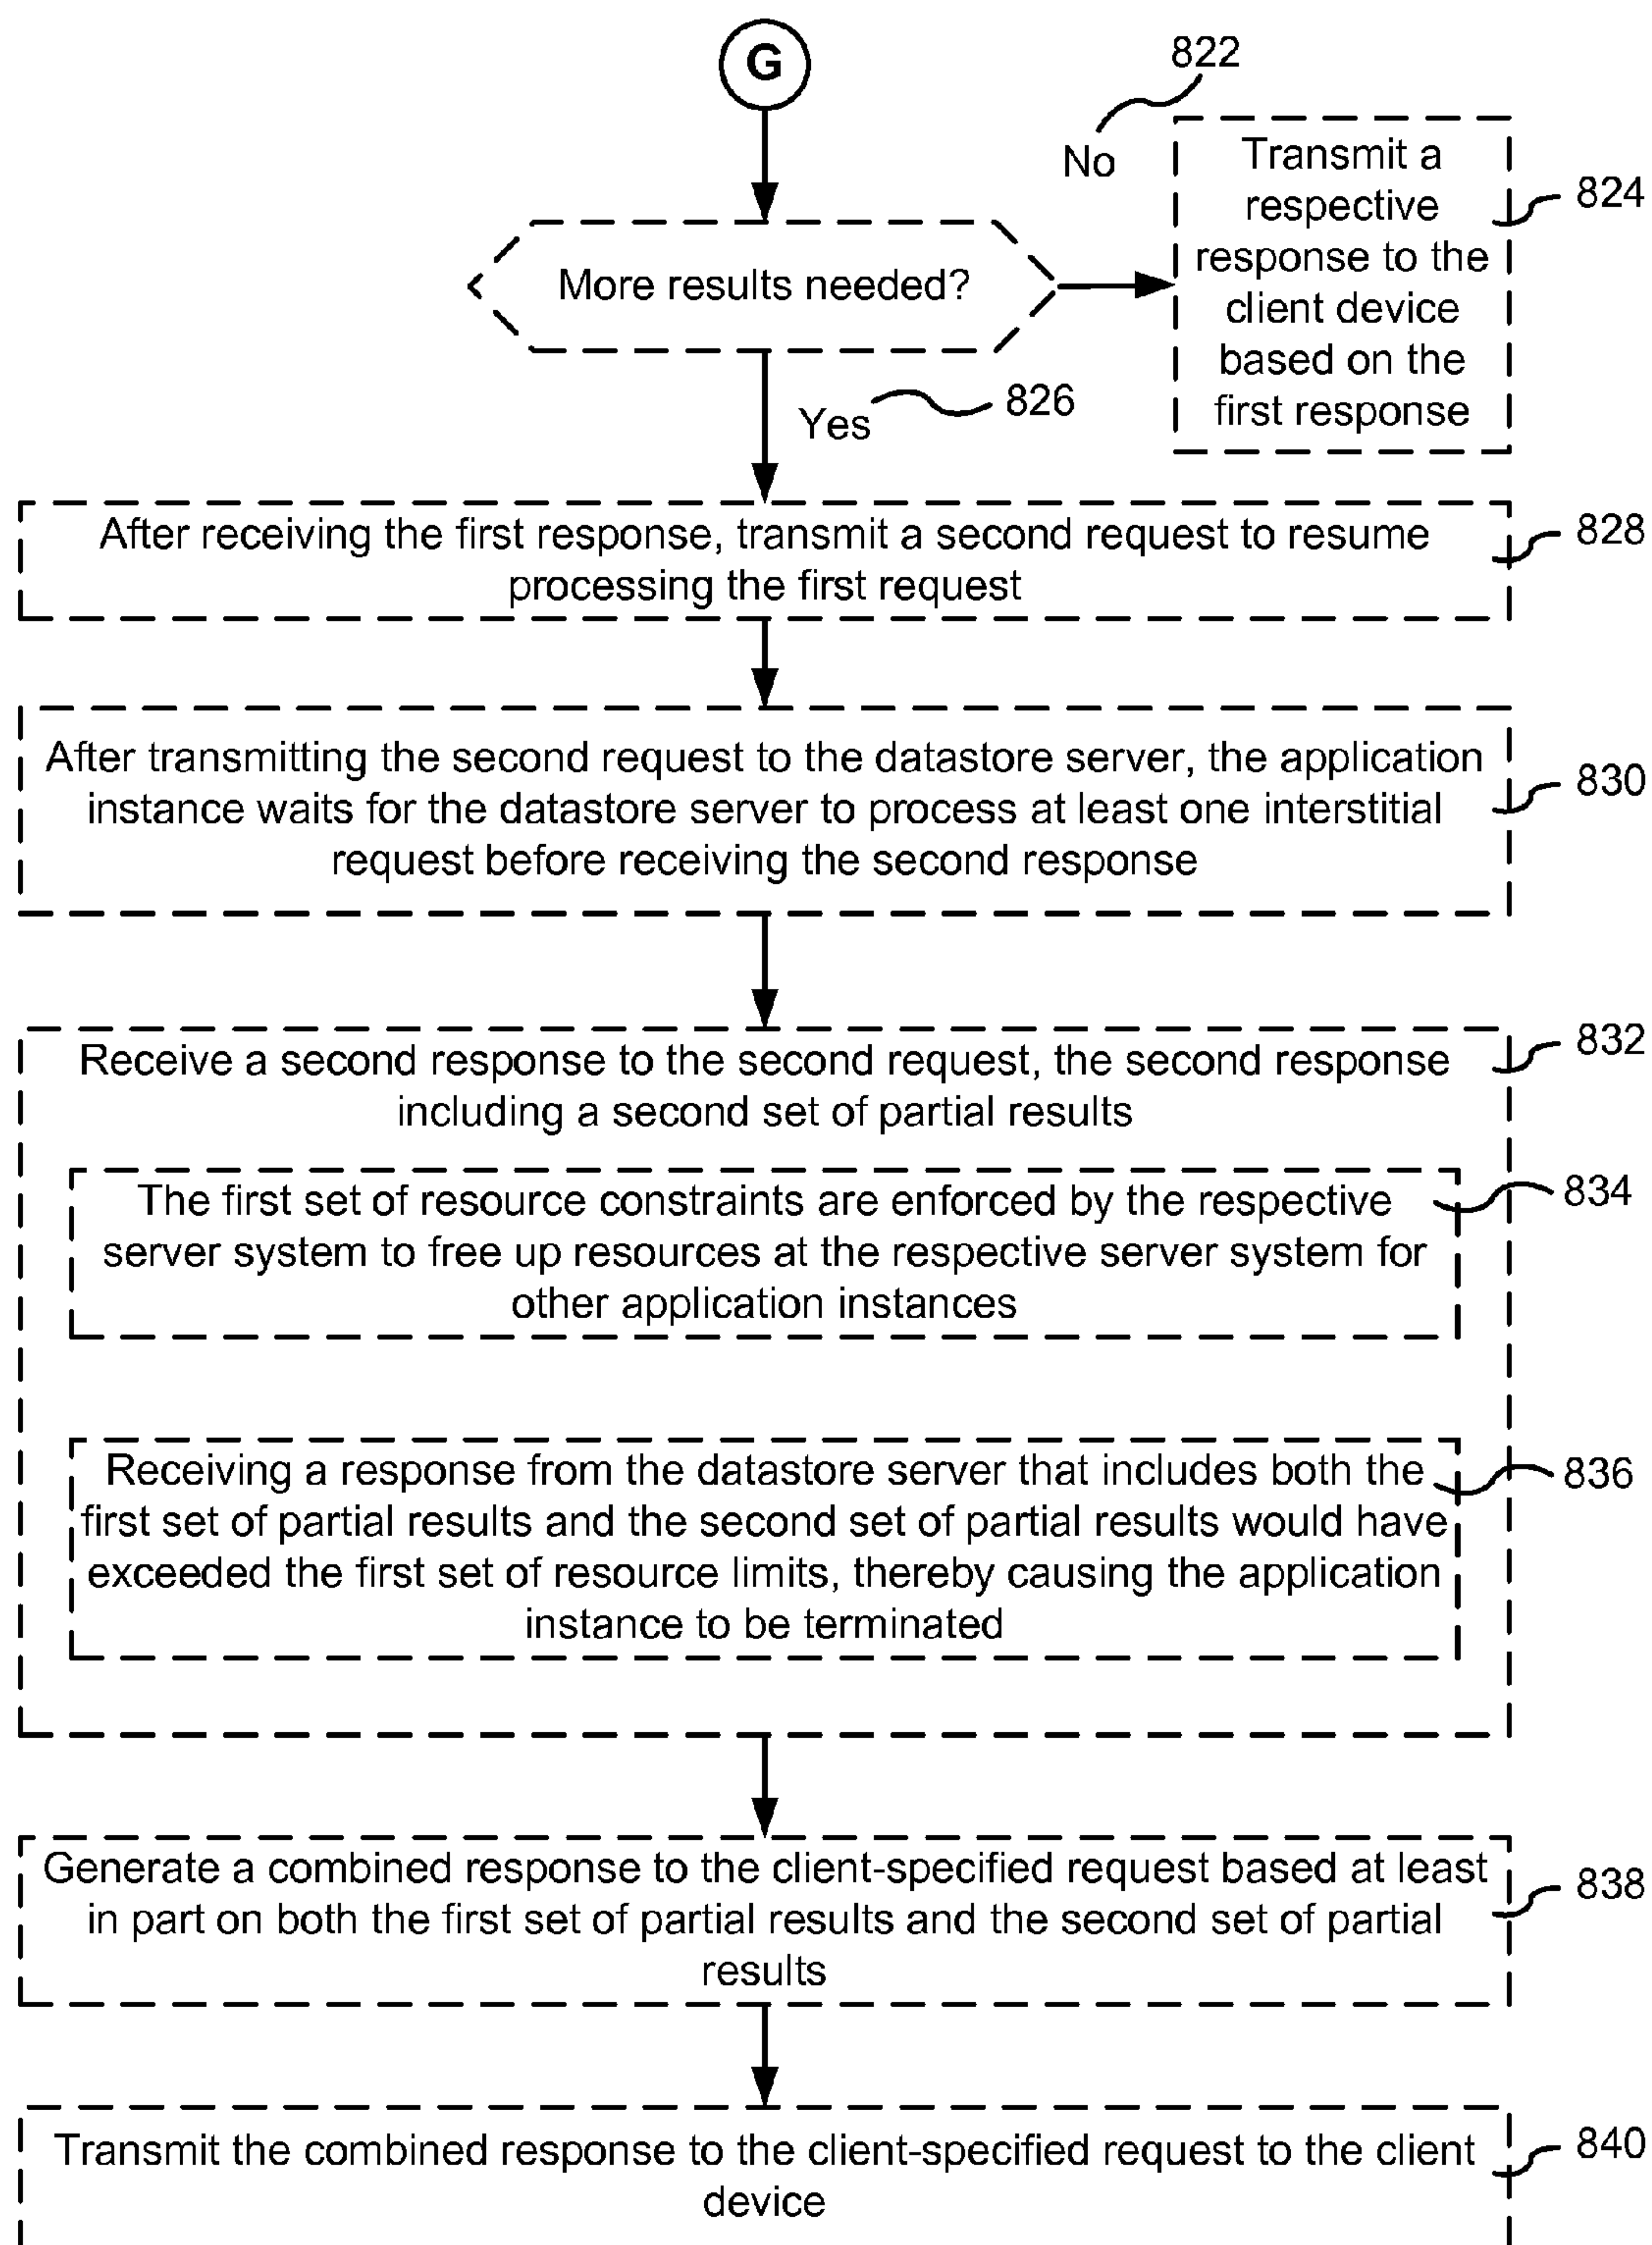 G
822
No
Transmit a
respective
response to the
client device
based on the
first response
824
More results needed?
Yes
826
After receiving the first response, transmit a second request to resume
processing the first request
828
After transmitting the second request to the datastore server, the application
instance waits for the datastore server to process at least one interstitial
request before receiving the second response
830
Receive a second response to the second request, the second response
including a second set of partial results
832
The first set of resource constraints are enforced by the respective
server system to free up resources at the respective server system for
other application instances
834
Receiving a response from the datastore server that includes both the
first set of partial results and the second set of partial results would have
exceeded the first set of resource limits, thereby causing the application
instance to be terminated
836
Generate a combined response to the client-specified request based at least
in part on both the first set of partial results and the second set of partial
results
838
Transmit the combined response to the client-specified request to the client
device
840